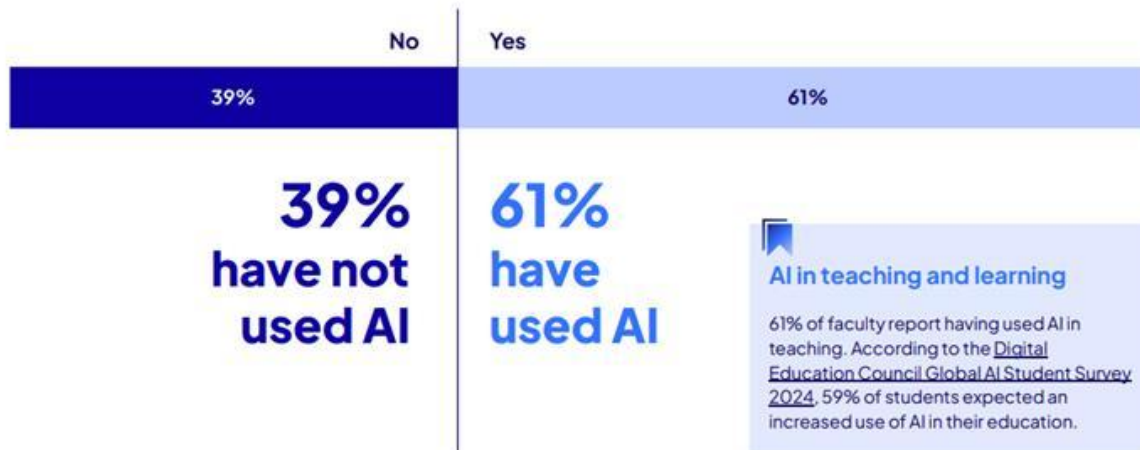 No
Yes
39%
61%
39%
have not
used AI
61%
have
used AI
AI in teaching and learning
61% of faculty report having used AI in
teaching. According to the Digital
Education Council Global AI Student Survey
2024, 59% of students expected an
increased use of AI in their education.